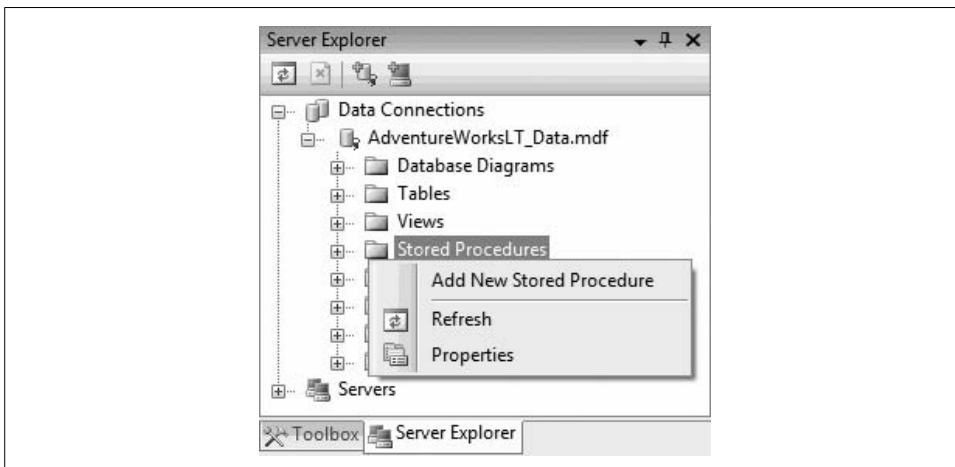 Server Explorer
Data Connections
AdventureWorksLT_Data.mdf
Database Diagrams
Tables
Views
Stored Procedures
Add New Stored Procedure
Refresh
Properties
Servers
Toolbox
Server Explorer